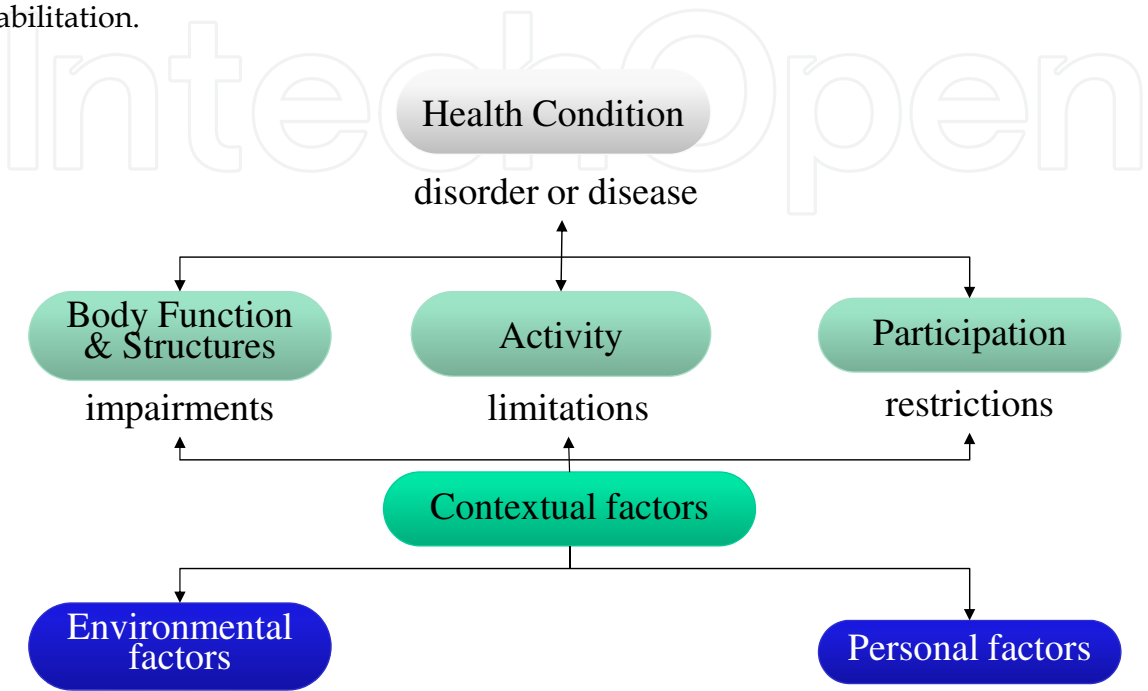 abilitation.
IntechOpen
Health Condition
disorder or disease
Body Function
& Structures
Activity
Participation
impairments
limitations
restrictions
Contextual factors
Environmental
factors
Personal factors